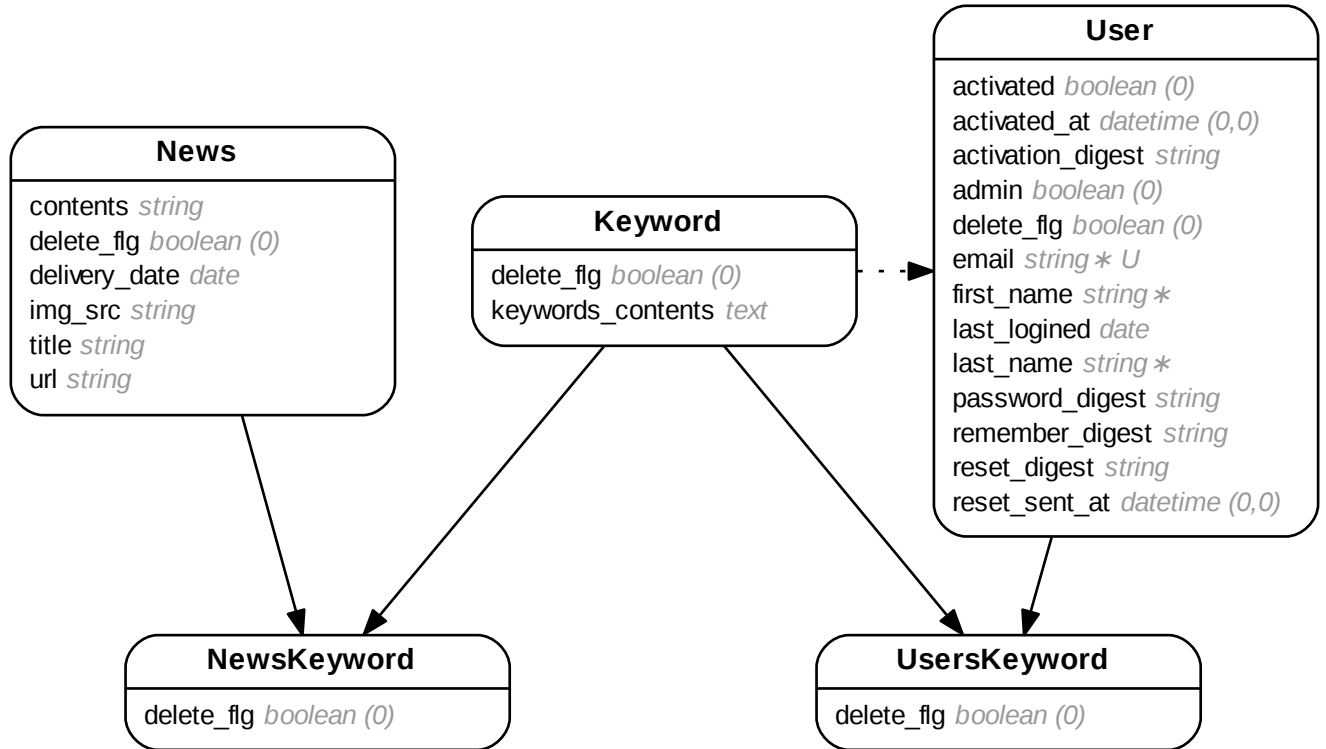 News
contents string
delete_flg boolean (0)
delivery_date date
img_src string
title string
url string
Keyword
delete_flg boolean (0)
keywords_contents text
User
activated boolean (0)
activated_at datetime (0,0)
activation_digest string
admin boolean (0)
delete_flg boolean (0)
email string∗ U
first_name string∗
last_logined date
last_name string∗
password_digest string
remember_digest string
reset_digest string
reset_sent_at datetime (0,0)
NewsKeyword
delete_flg boolean (0)
UsersKeyword
delete_flg boolean (0)